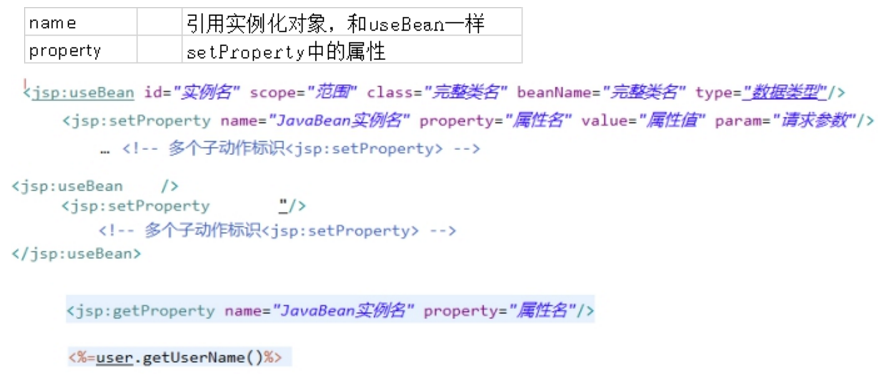 name 引用实例化对象，和useBean一样
property setProperty中的属性
<jsp:useBean id="实例名" scope="范围" class="完整类名" beanName="完整类名" type="数据类型"/>
<jsp:setProperty name="JavaBean实例名" property="属性名" value="属性值" param="请求参数"/>
… <!-- 多个子动作标识<jsp:setProperty> -->
<jsp:useBean />
<jsp:setProperty "/>
<!-- 多个子动作标识<jsp:setProperty> -->
</jsp:useBean>
<jsp:getProperty name="JavaBean实例名" property="属性名"/>
<%=user.getUserName()%>